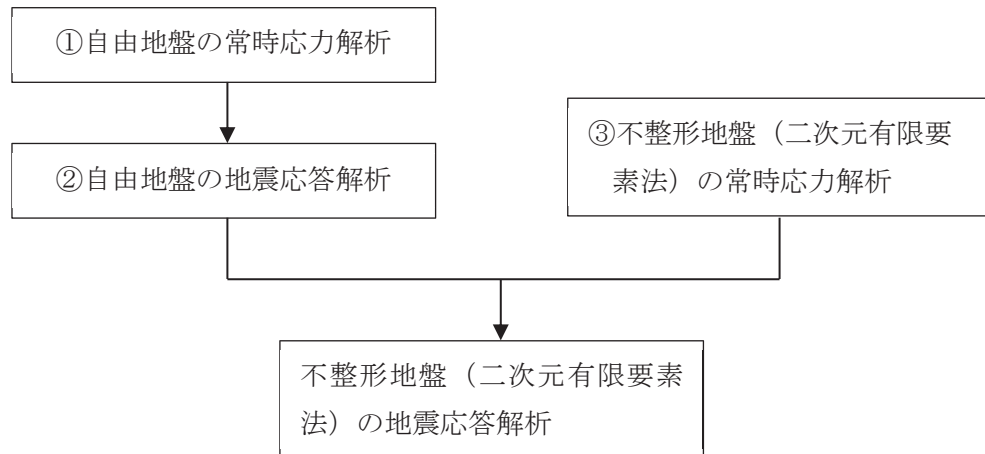 ①自由地盤の常時応力解析
②自由地盤の地震応答解析
③不整形地盤（二次元有限要
素法）の常時応力解析
不整形地盤（二次元有限要素
法）の地震応答解析